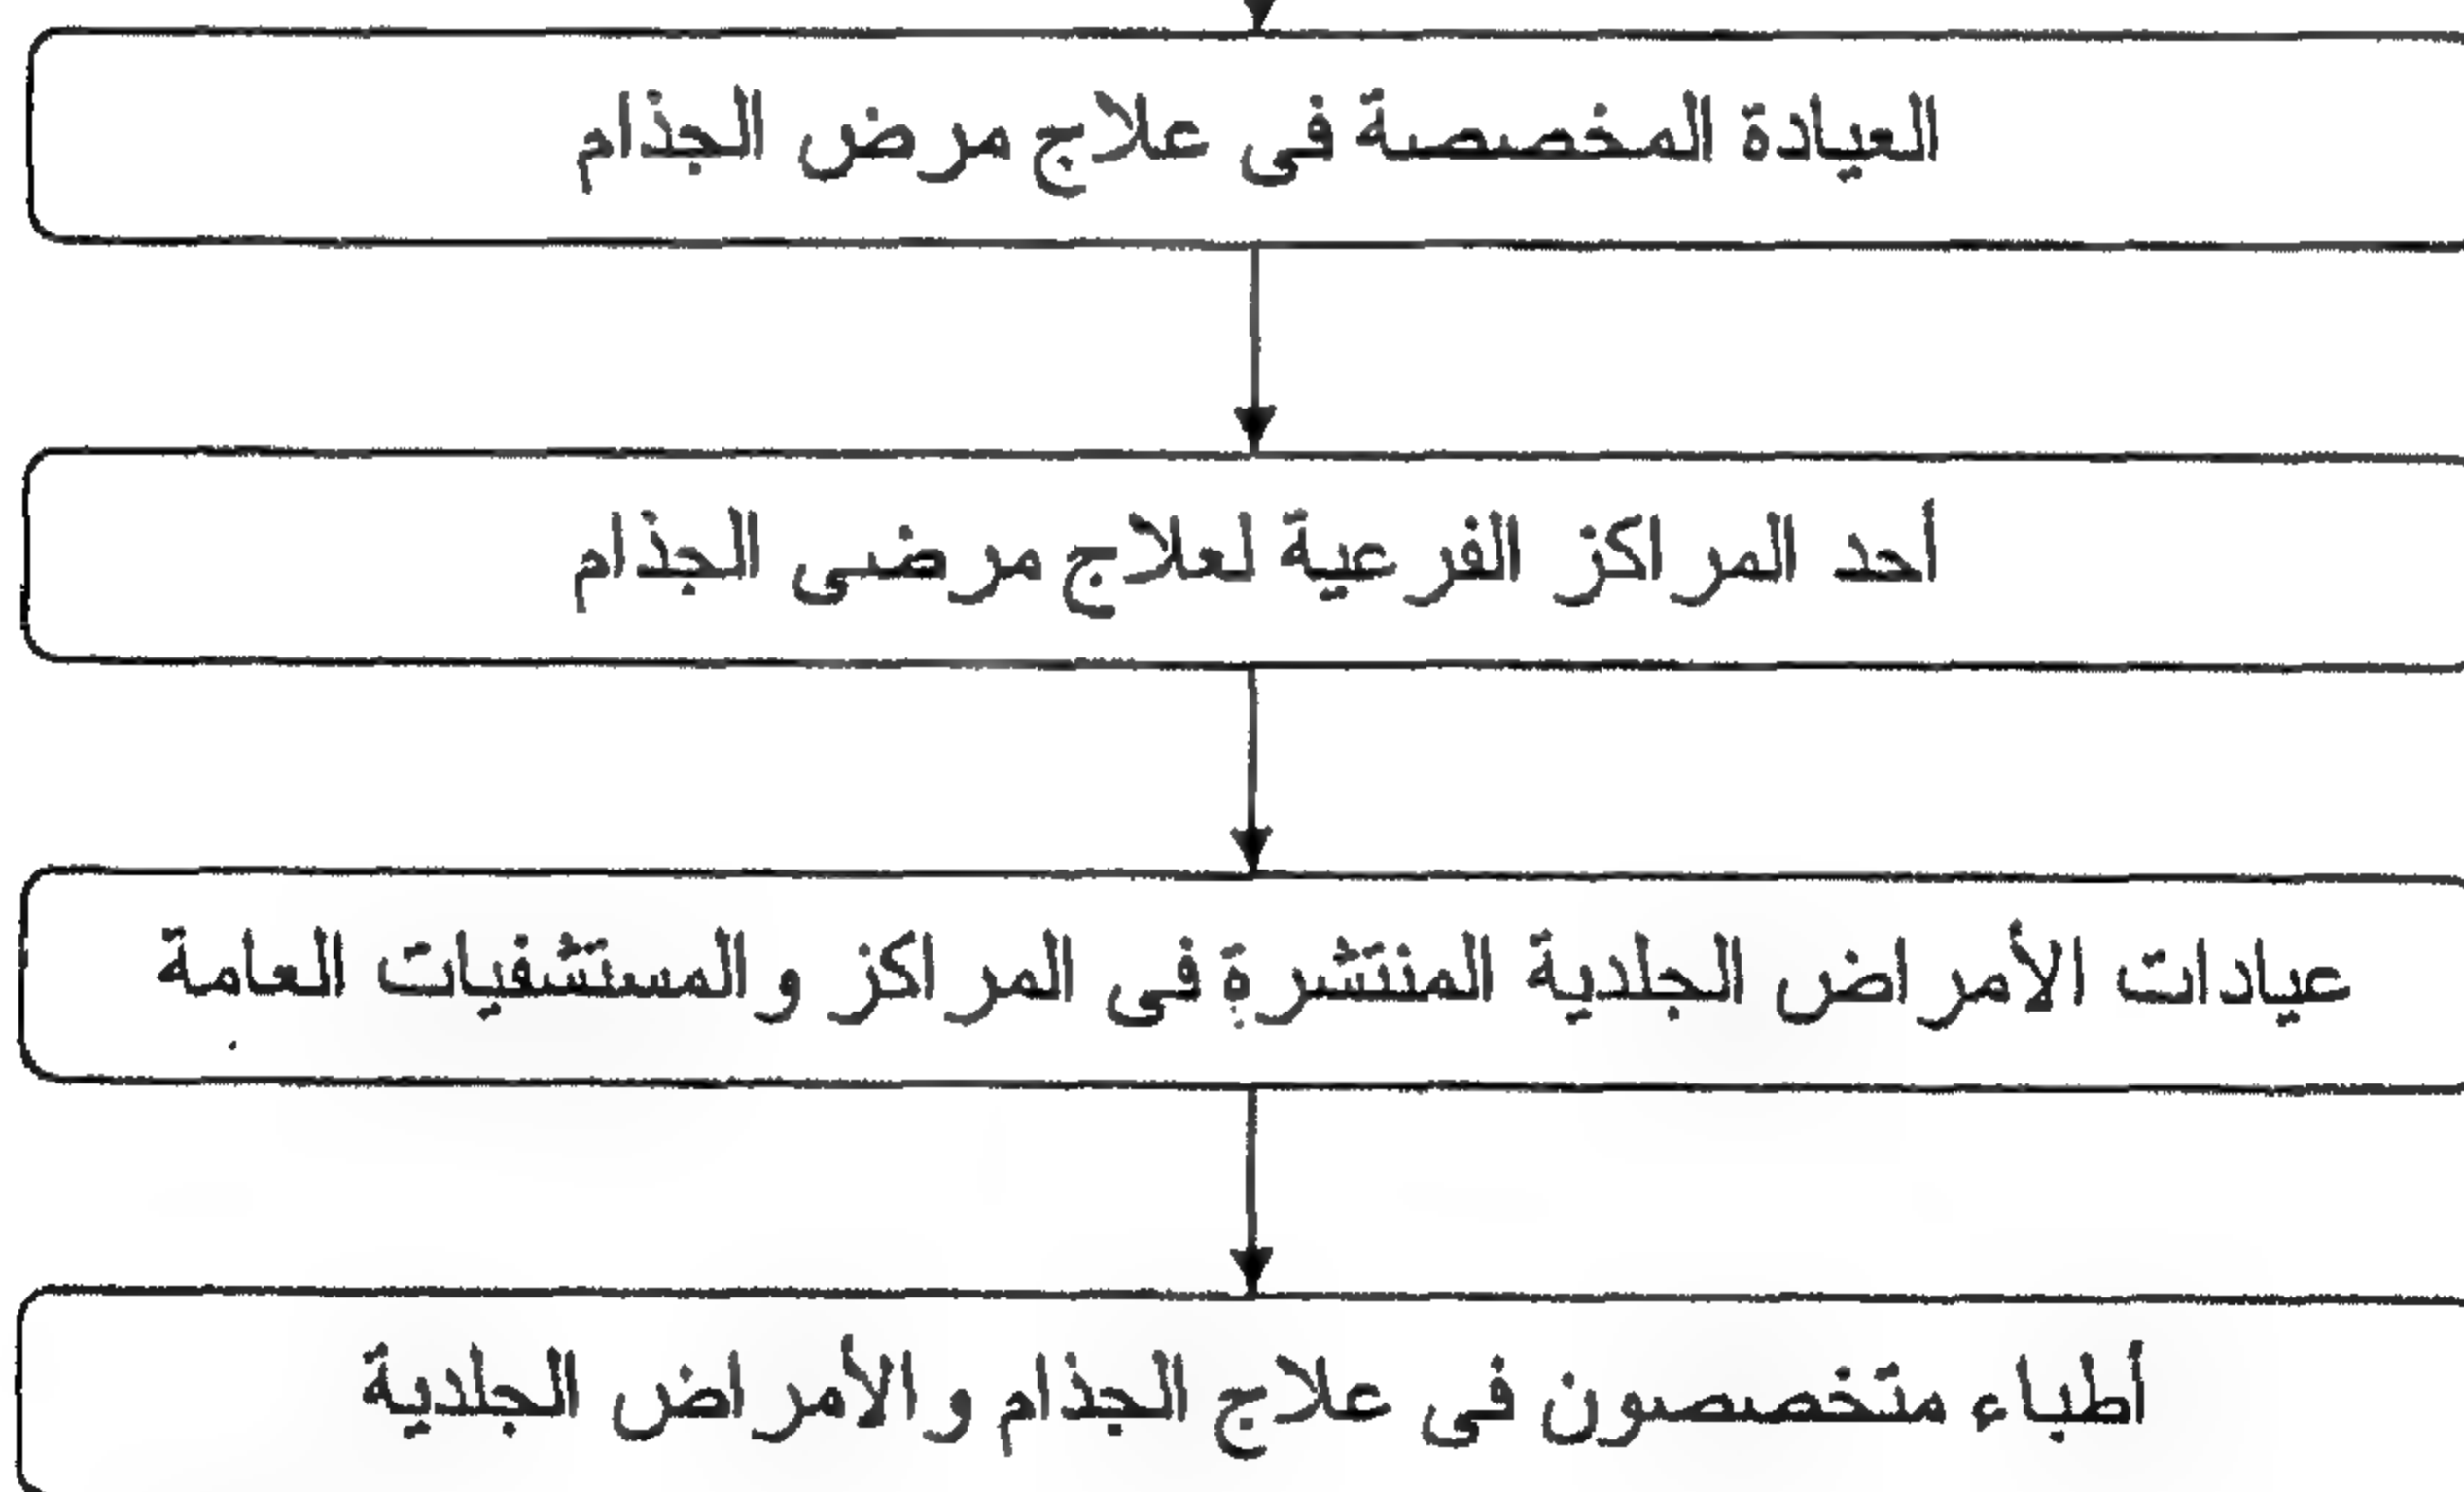 العيادة المخصصة فى علاج مرض الجذام
أحد المراكز الفرعية لعلاج مرضى الجذام
عيادات الأمراض الجلدية المنتشرة فى المراكز والمستشفيات العامة
أطباء متخصصون فى علاج الجذام والأمراض الجلدية